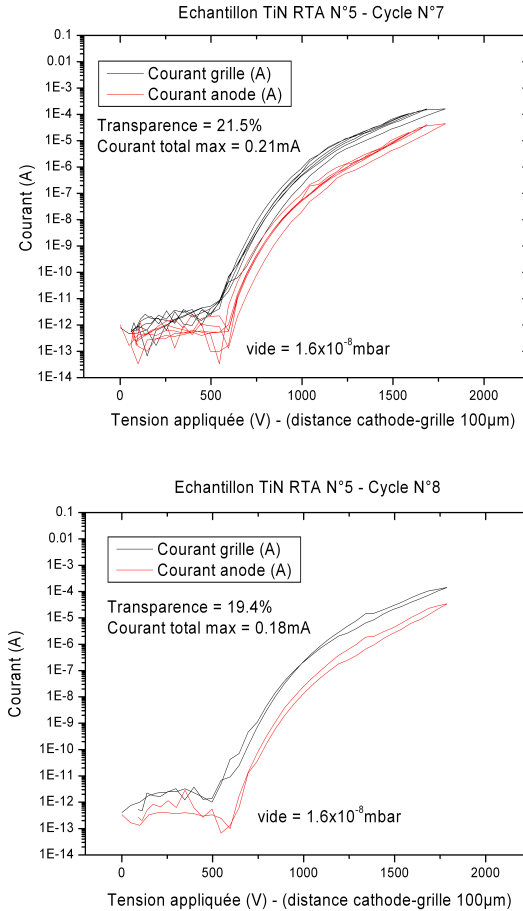 Echantillon TiN RTA N°5 - Cycle N°7
0.1
0.01
1E-3
1E-4
1E-5
1E-6
1E-7
1E-8
1E-9
1E-10
1E-11
1E-12
1E-13
1E-14
Courant (A)
Courant grille (A)
Courant anode (A)
Transparence = 21.5%
Courant total max = 0.21mA
vide = 1.6x10⁻⁸mbar
0 500 1000 1500 2000
Tension appliquée (V) - (distance cathode-grille 100µm)
Echantillon TiN RTA N°5 - Cycle N°8
0.1
0.01
1E-3
1E-4
1E-5
1E-6
1E-7
1E-8
1E-9
1E-10
1E-11
1E-12
1E-13
1E-14
Courant (A)
Courant grille (A)
Courant anode (A)
Transparence = 19.4%
Courant total max = 0.18mA
vide = 1.6x10⁻⁸mbar
0 500 1000 1500 2000
Tension appliquée (V) - (distance cathode-grille 100µm)